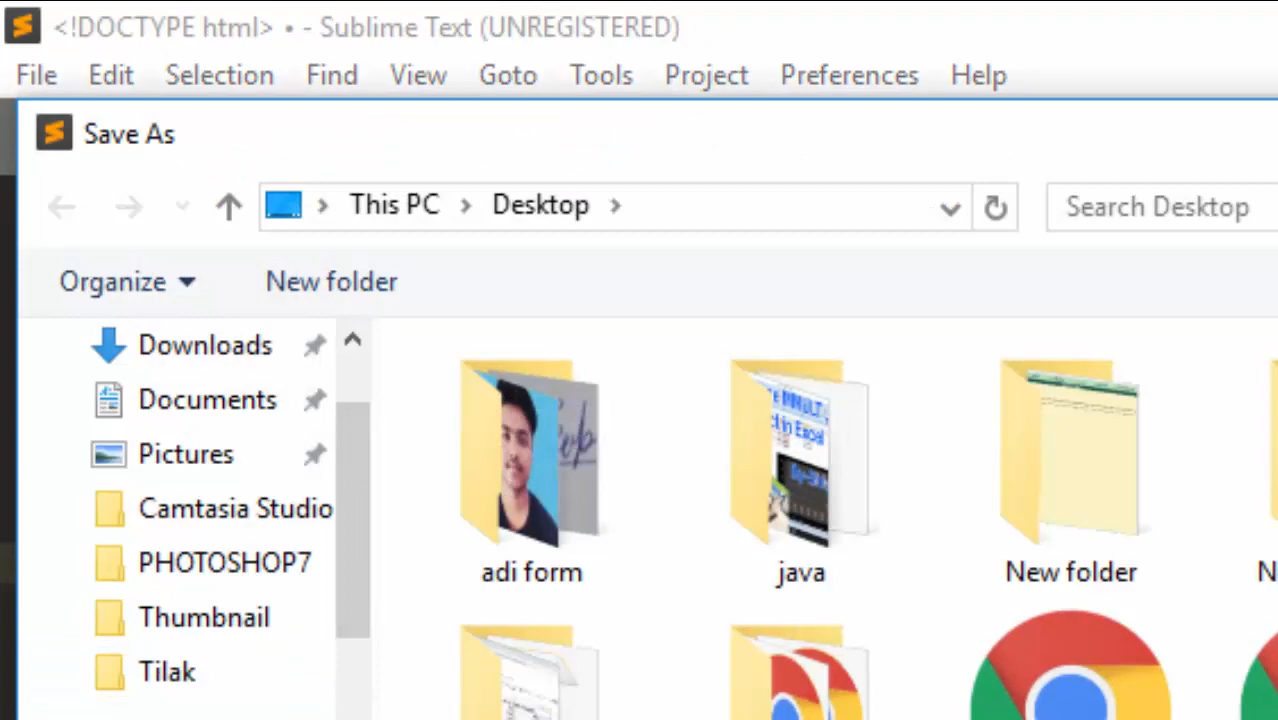 <!DOCTYPE html> • - Sublime Text (UNREGISTERED)
File Edit Selection Find View Goto Tools Project Preferences Help
Save As
This PC > Desktop >
Search Desktop
Organize New folder
Downloads
Documents
Pictures
Camtasia Studio
PHOTOSHOP7
Thumbnail
Tilak
in Excel
adi form java New folder N